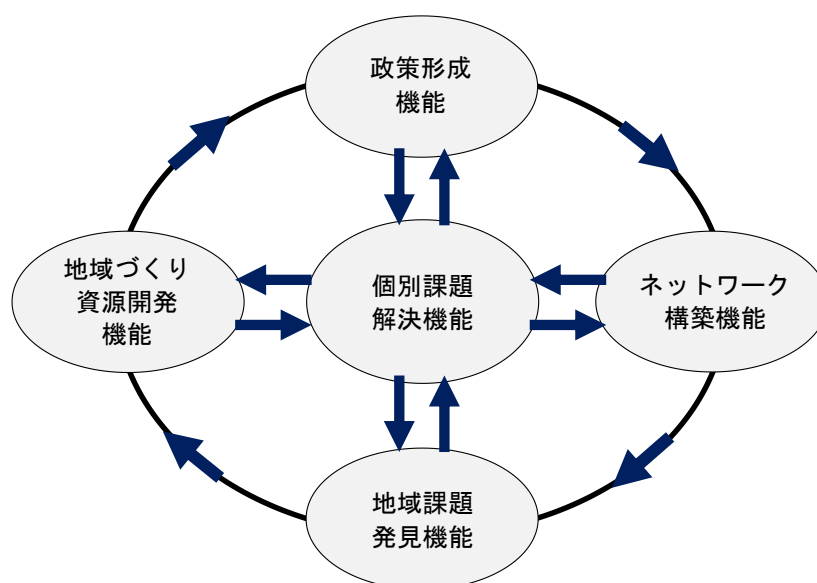 政策形成
機能
地域づくり
資源開発
機能
個別課題
解決機能
ネットワーク
構築機能
地域課題
発見機能